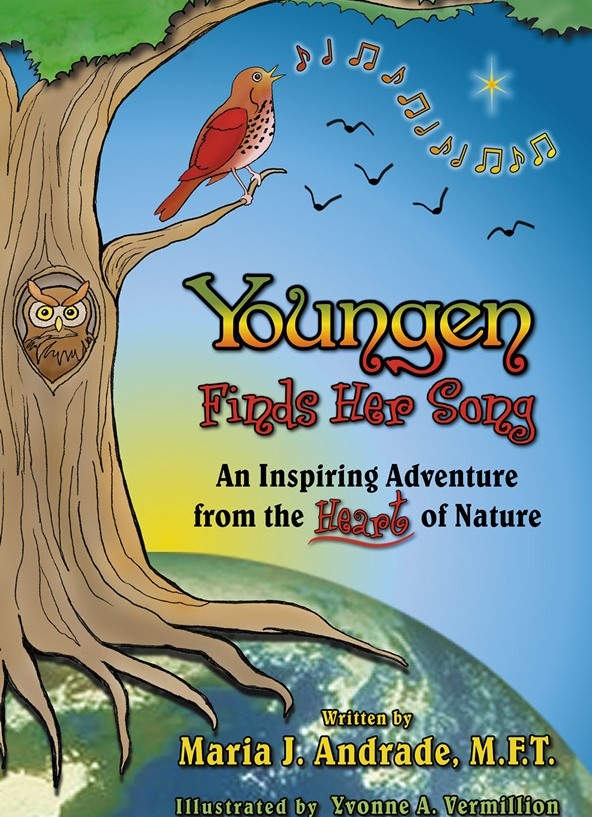 Youngen
Finds Her Song
An Inspiring Adventure
from the Heart of Nature
Written by
Maria J. Andrade, M.F.T.
Illustrated by Yvonne A. Vermillion